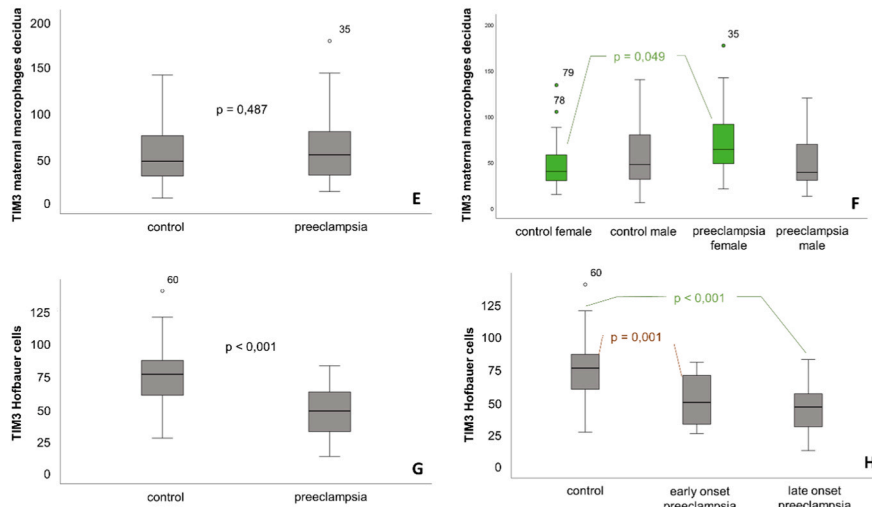 TIM3 maternal macrophages decidua
200
150
100
50
0
35
p = 0,487
control
preeclampsia
E
TIM3 maternal macrophages decidua
200
150
100
50
0
79
78
35
p = 0,049
control female
control male
preeclampsia
female
preeclampsia
male
F
TIM3 Hofbauer cells
125
100
75
50
25
0
60
p < 0,001
control
preeclampsia
G
TIM3 Hofbauer cells
125
100
75
50
25
0
60
p < 0,001
p = 0,001
control
early onset
preeclampsia
late onset
preeclampsia
H